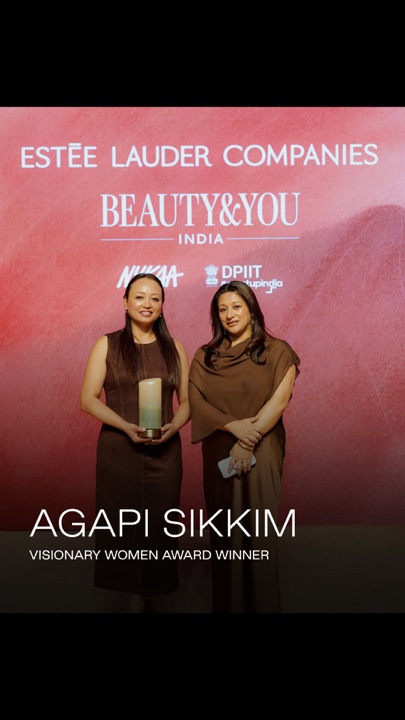 ESTĒE LAUDER COMPANIES
BEAUTY&YOU
INDIA
NYKAA
DPIIT
AGAPI SIKKIM
VISIONARY WOMEN AWARD WINNER